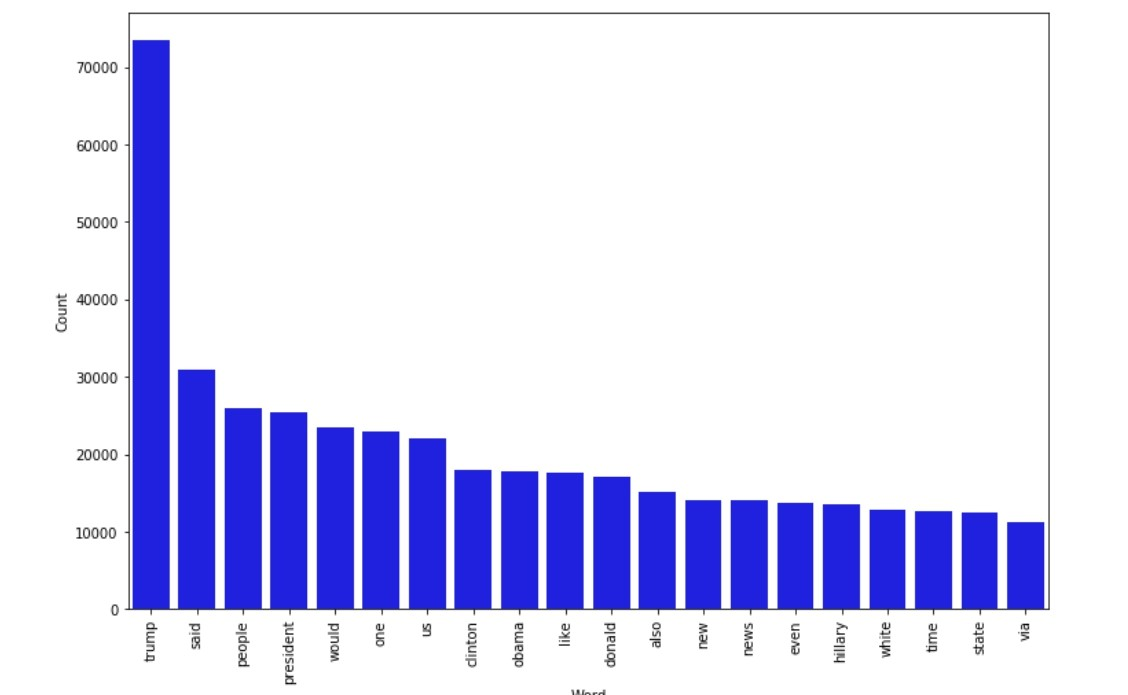 70000
60000
50000
40000
30000
20000
10000
0
Count
trump
said
people
president
would
one
us
clinton
obama
like
donald
also
new
news
even
hillary
white
time
state
via
Word